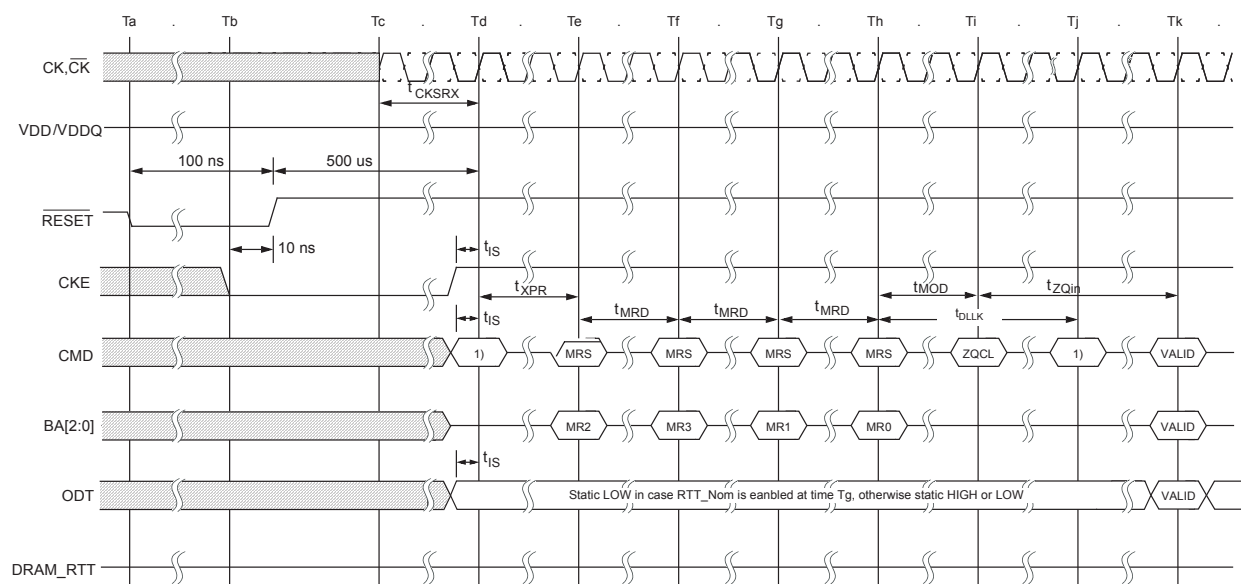 Ta . Tb . Tc . Td . Te . Tf . Tg . Th . Ti . Tj . Tk .
CK,C̅K̅
tCKSRX
VDD/VDDQ
100 ns
500 us
R̅E̅S̅E̅T̅
10 ns
tIS
CKE
tXPR
tMOD
tZQin
tMRD
tMRD
tMRD
tDLLK
tIS
CMD
1)
MRS
MRS
MRS
MRS
ZQCL
1)
VALID
BA[2:0]
MR2
MR3
MR1
MR0
VALID
tIS
ODT
Static LOW in case RTT_Nom is eanbled at time Tg, otherwise static HIGH or LOW
VALID
DRAM_RTT